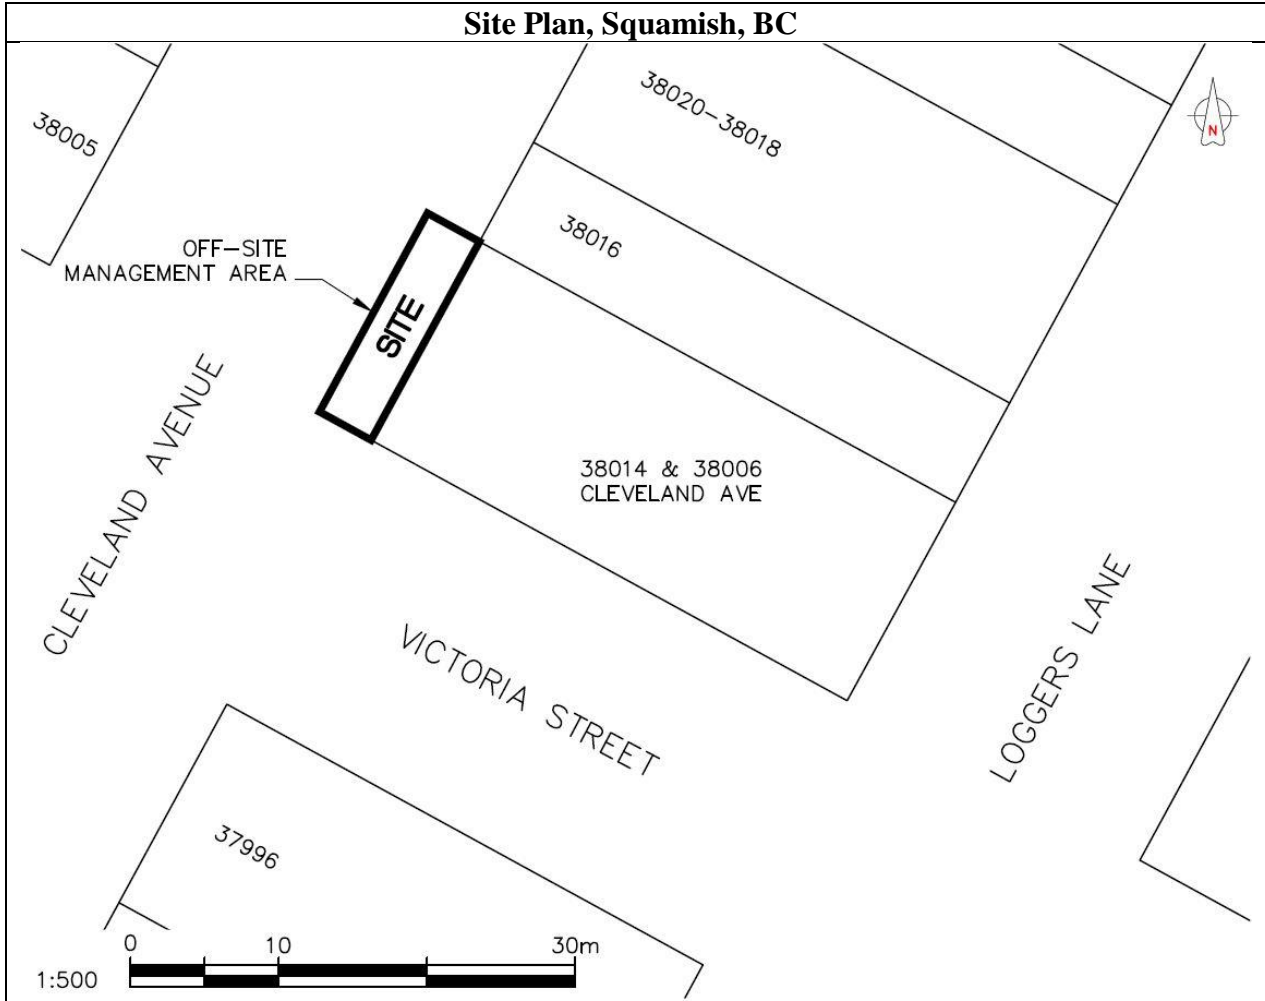 Site Plan, Squamish, BC
38005
38020-38018
N
38016
OFF-SITE
MANAGEMENT AREA
SITE
CLEVELAND AVENUE
38014 & 38006
CLEVELAND AVE
VICTORIA STREET
LOGGERS LANE
37996
0 10 30m
1:500